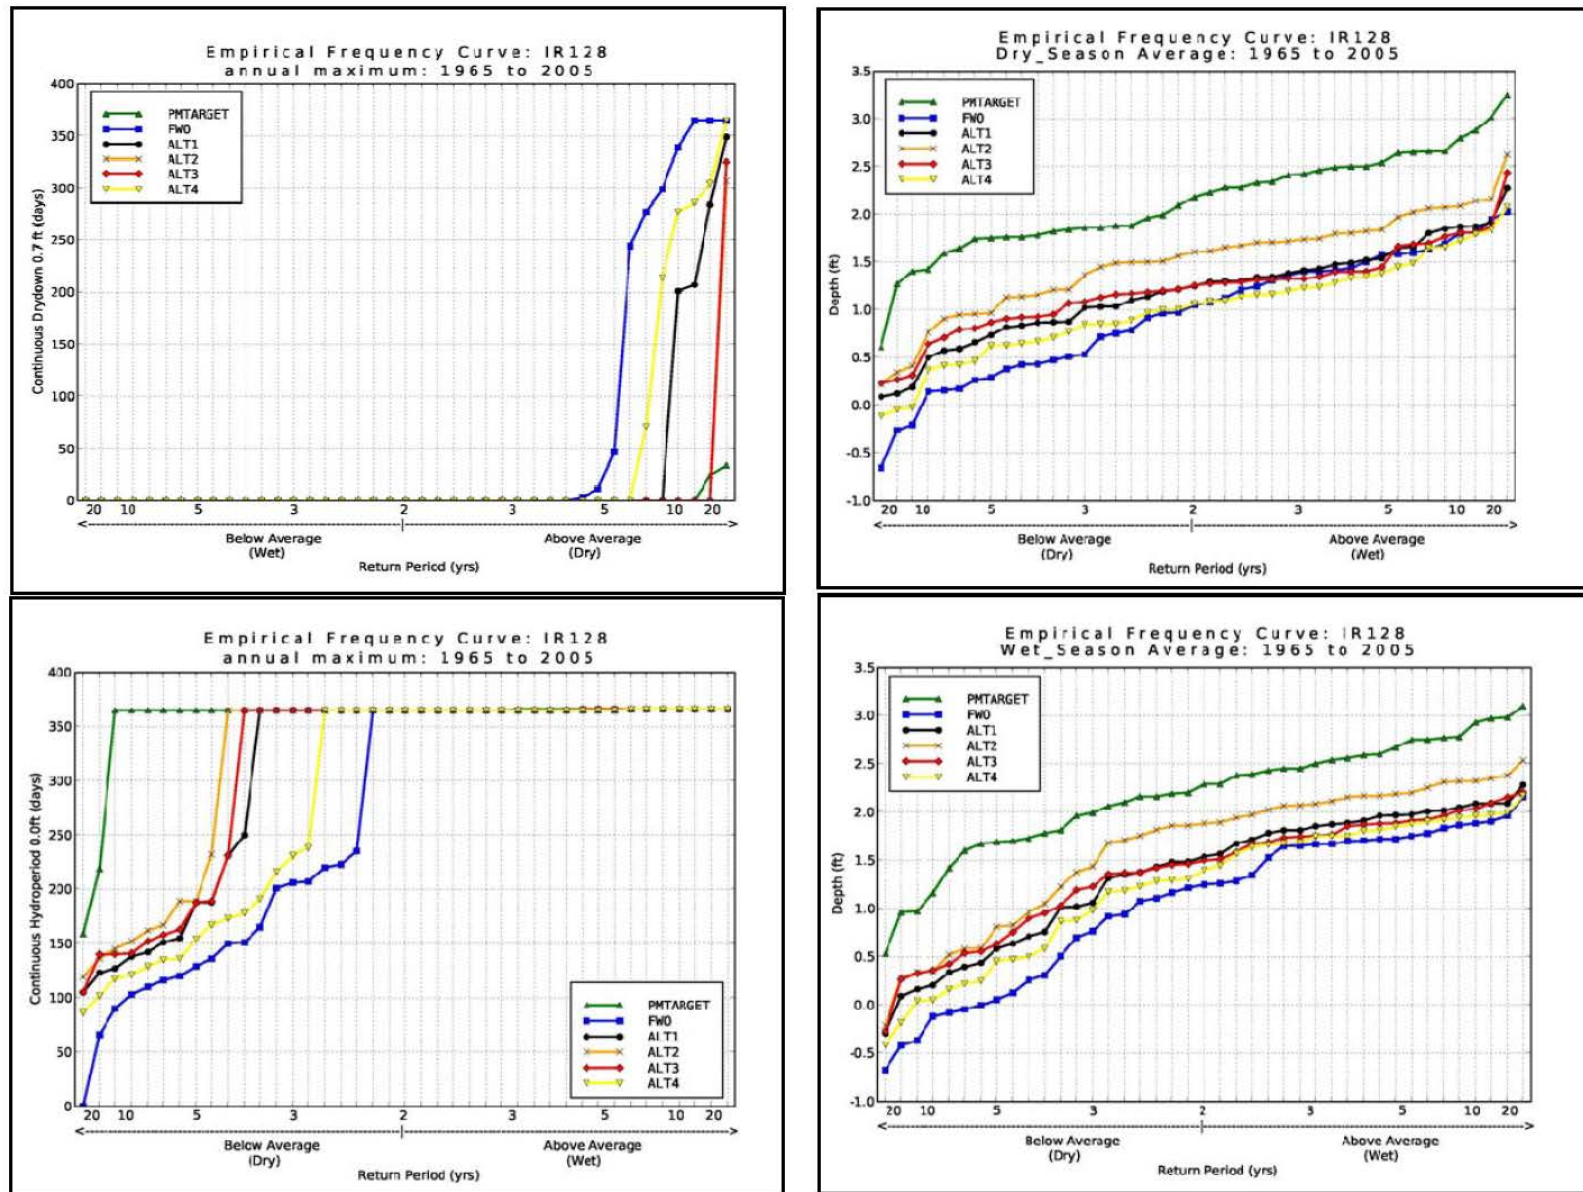 Empirical Frequency Curve: IR128
annual maximum: 1965 to 2005
400
350
300
250
200
150
100
50
0
Continuous Drydown 0.7 ft (days)
PMTARGET
FWO
ALT1
ALT2
ALT3
ALT4
20 10 5 3 2 3 5 10 20
<---------------------|--------------------->
Below Average
(Wet)
Above Average
(Dry)
Return Period (yrs)
Empirical Frequency Curve: IR128
Dry_Season Average: 1965 to 2005
3.5
3.0
2.5
2.0
1.5
1.0
0.5
0.0
-0.5
-1.0
Depth (ft)
PMTARGET
FWO
ALT1
ALT2
ALT3
ALT4
20 10 5 3 2 3 5 10 20
<---------------------|--------------------->
Below Average
(Dry)
Above Average
(Wet)
Return Period (yrs)
Empirical Frequency Curve: IR128
annual maximum: 1965 to 2005
400
350
300
250
200
150
100
50
0
Continuous Hydroperiod 0.0ft (days)
PMTARGET
FWO
ALT1
ALT2
ALT3
ALT4
20 10 5 3 2 3 5 10 20
<---------------------|--------------------->
Below Average
(Dry)
Above Average
(Wet)
Return Period (yrs)
Empirical Frequency Curve: IR128
Wet_Season Average: 1965 to 2005
3.5
3.0
2.5
2.0
1.5
1.0
0.5
0.0
-0.5
-1.0
Depth (ft)
PMTARGET
FWO
ALT1
ALT2
ALT3
ALT4
20 10 5 3 2 3 5 10 20
<---------------------|--------------------->
Below Average
(Dry)
Above Average
(Wet)
Return Period (yrs)